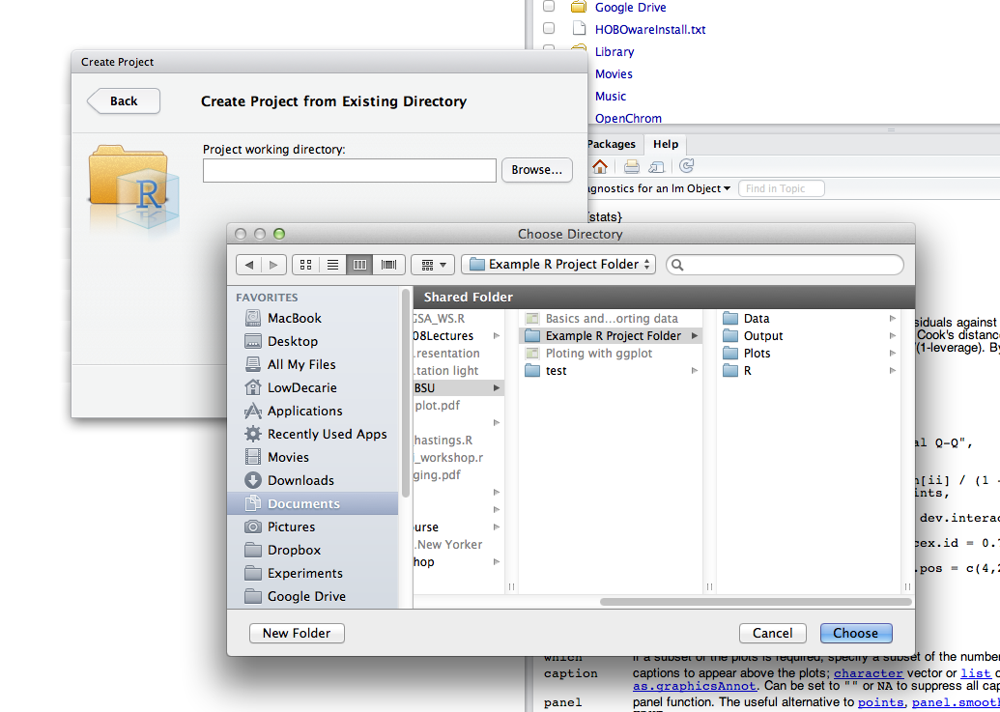 Google Drive
HOBOwareInstall.txt
Library
Movies
Music
OpenChrom
Create Project
Back
Create Project from Existing Directory
Project working directory:
Browse...
Packages
Help
gnostics for an lm Object
Find in Topic
{stats}
Choose Directory
Example R Project Folder
FAVORITES
MacBook
Desktop
All My Files
LowDecarie
Applications
Recently Used Apps
Movies
Downloads
Documents
Pictures
Dropbox
Experiments
Google Drive
Shared Folder
GSA_WS.R
08Lectures
.resentation
.tation light
BSU
plot.pdf
hastings.R
l_workshop.r
ging.pdf
ourse
.New Yorker
hop
Basics and...orting data
Example R Project Folder
Ploting with ggplot
test
Data
Output
Plots
R
New Folder
Cancel
Choose
siduals against
Cook's distance
/(1-leverage). By
al Q-Q",
n[ii] / (1 -
ints,
dev.interac
cex.id = 0.7
.pos = c(4,2
which if a subset of the plots is required, specify a subset of the number
caption captions to appear above the plots; character vector or list o
as.graphicsAnnot. Can be set to "" or NA to suppress all cap
panel panel function. The useful alternative to points, panel.smooth
R